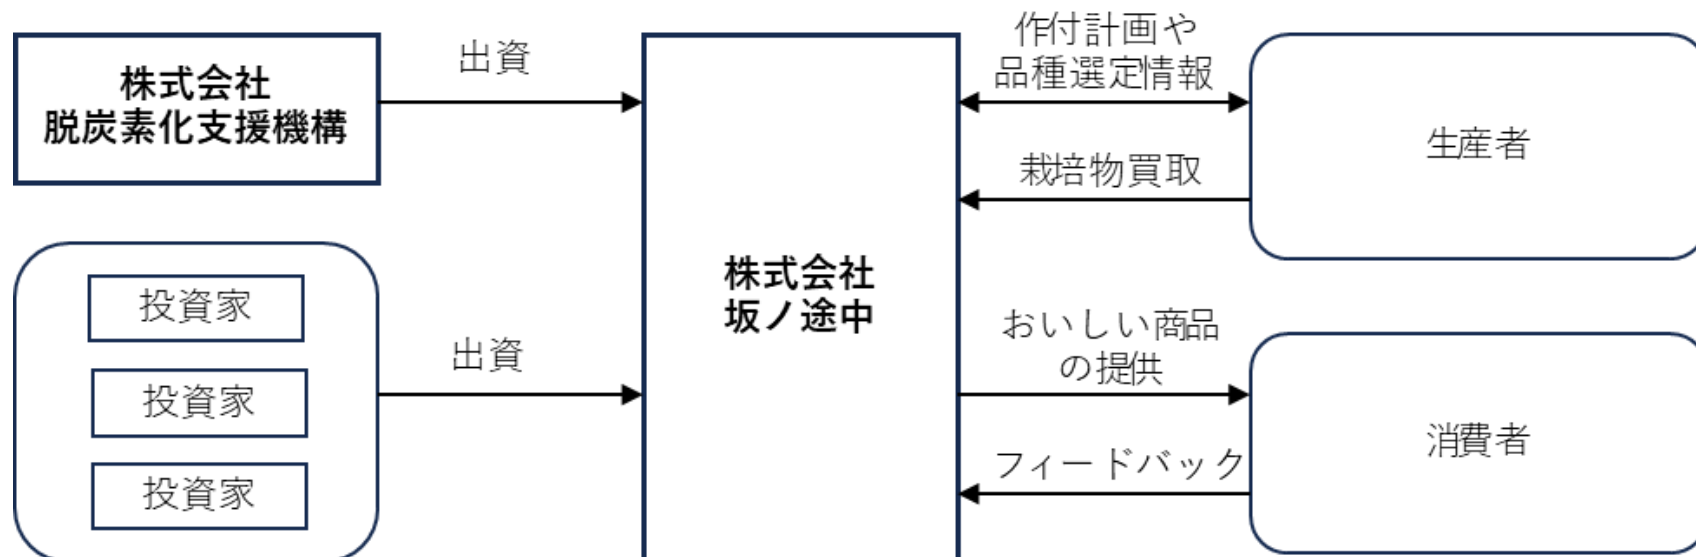 株式会社
脱炭素化支援機構
出資
投資家
投資家
投資家
出資
株式会社
坂ノ途中
作付計画や
品種選定情報
栽培物買取
生産者
おいしい商品
の提供
フィードバック
消費者